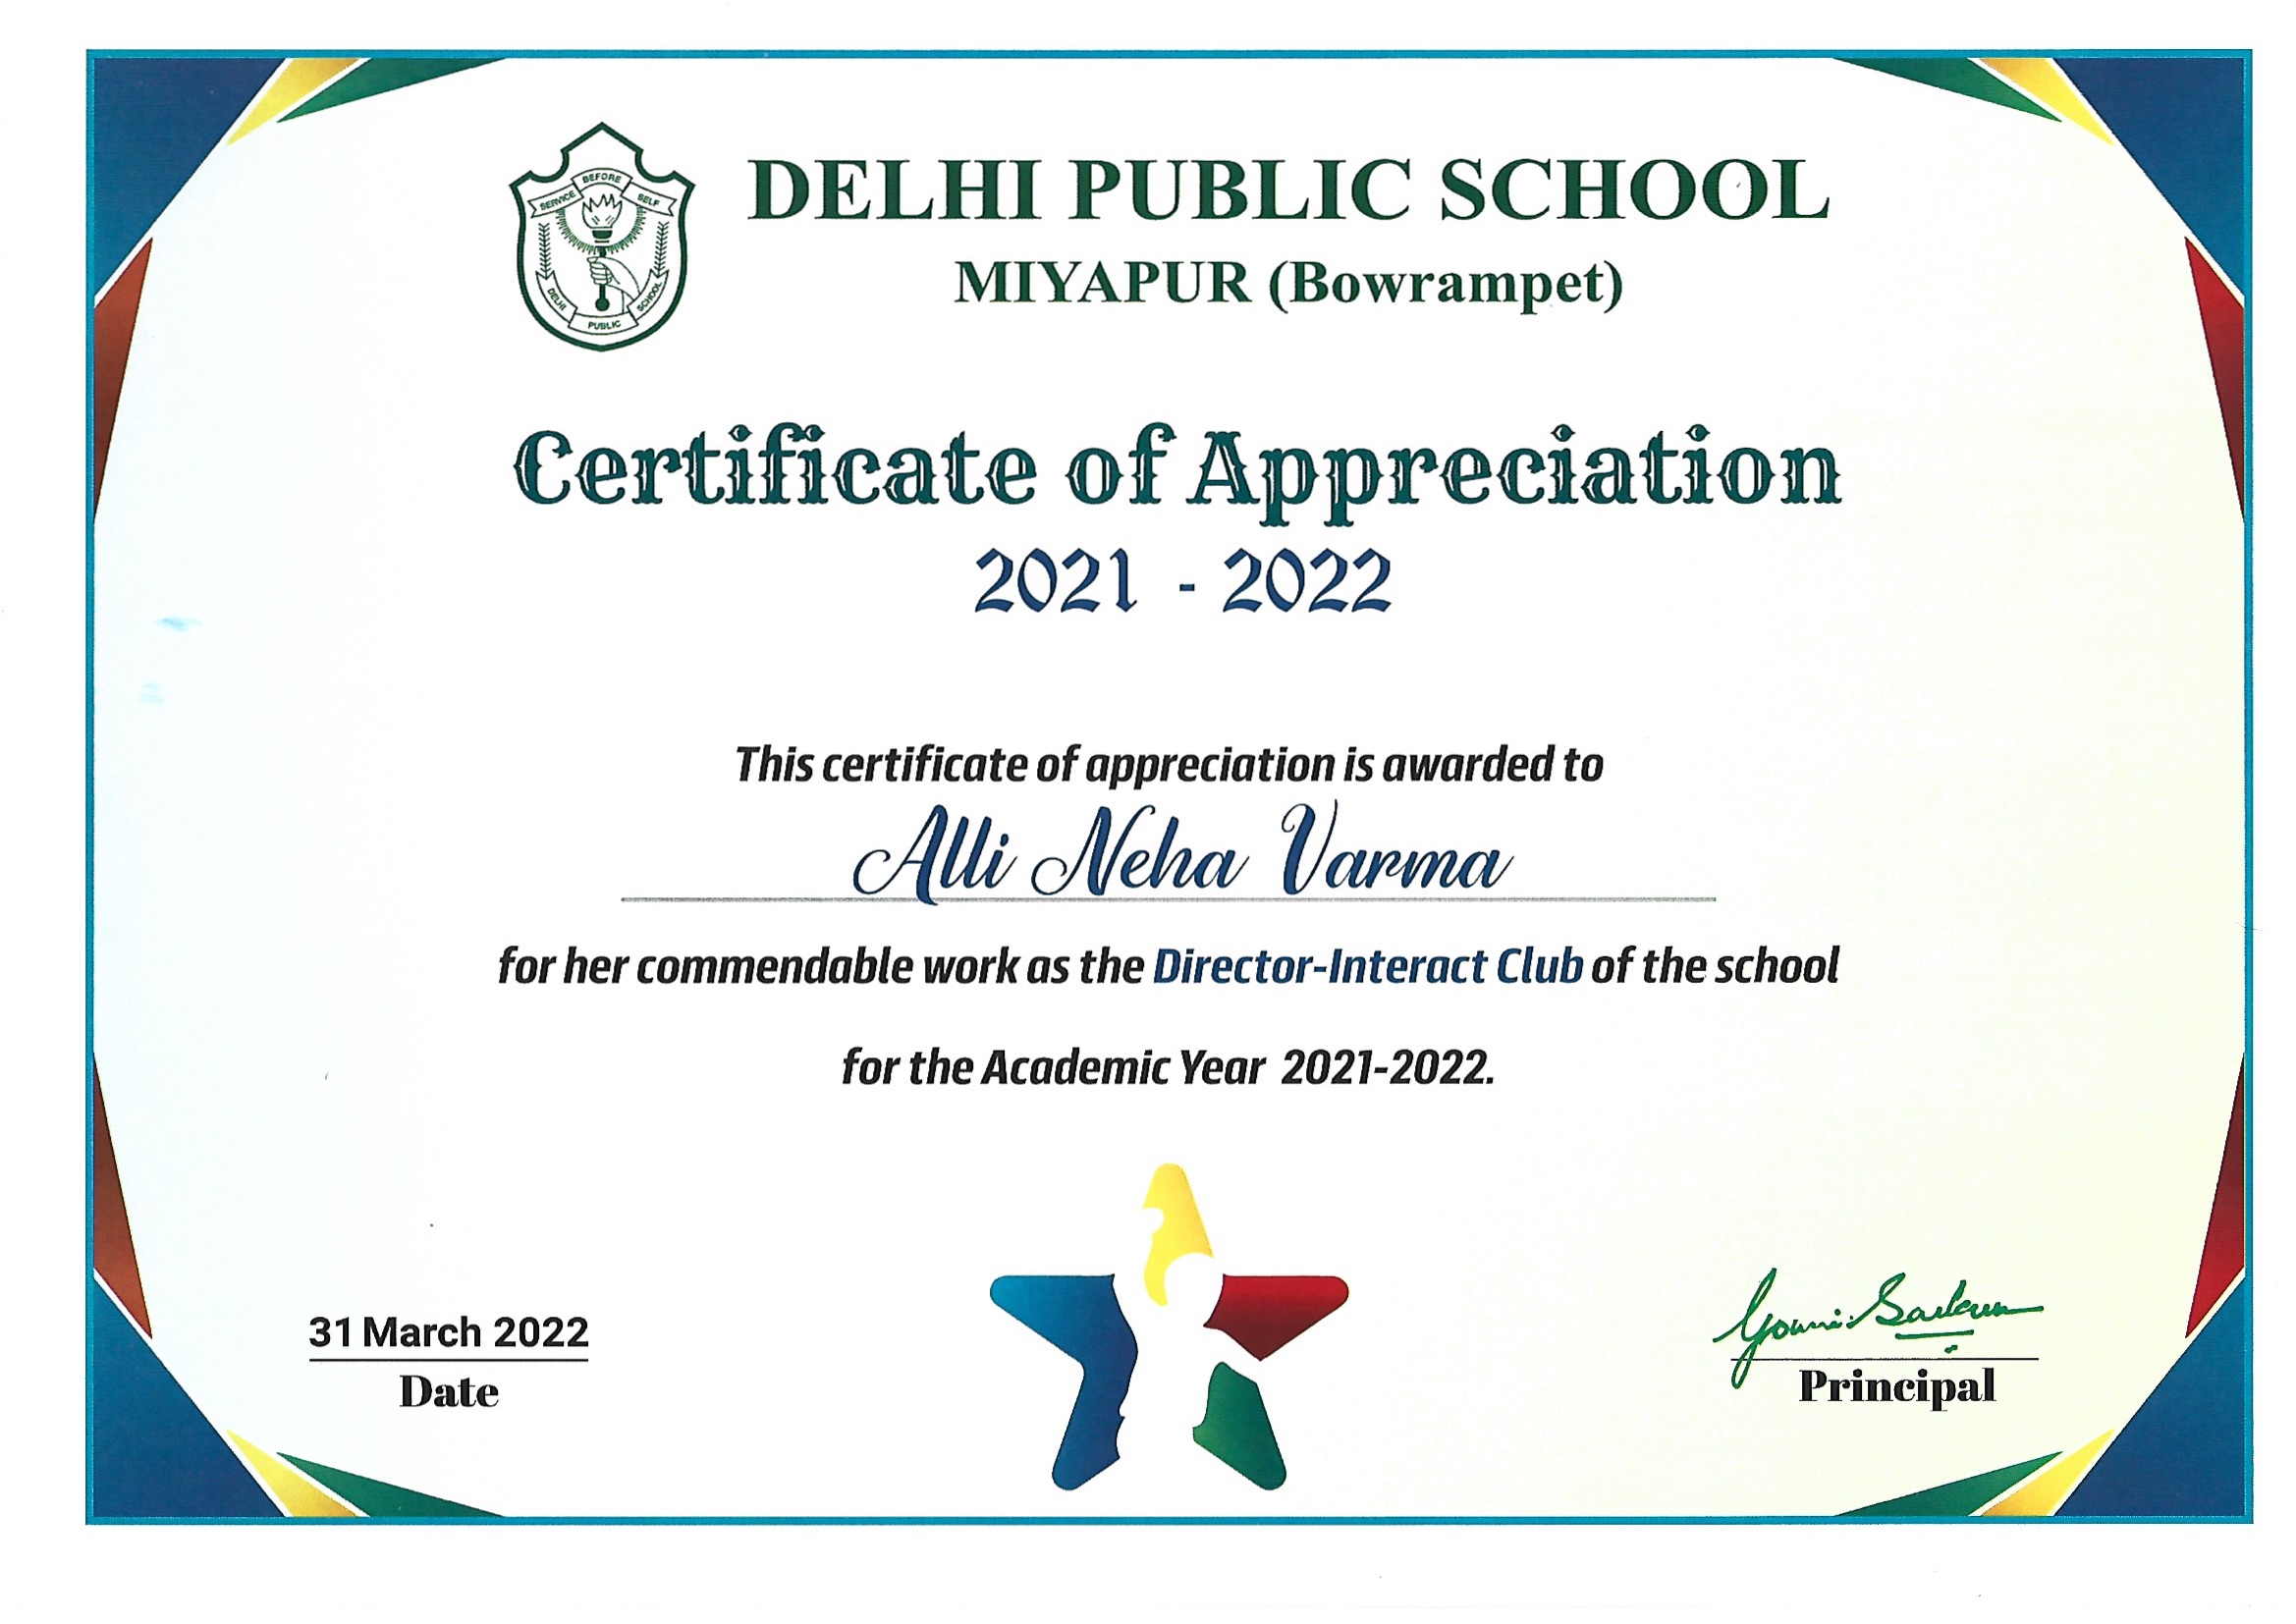 SERVICE BEFORE SELF
DELHI PUBLIC SCHOOL
DELHI PUBLIC SCHOOL
MIYAPUR (Bowrampet)
Certificate of Appreciation
2021 - 2022
This certificate of appreciation is awarded to
Alli Neha Varma
for her commendable work as the Director-Interact Club of the school
for the Academic Year 2021-2022.
31 March 2022
Date
Principal